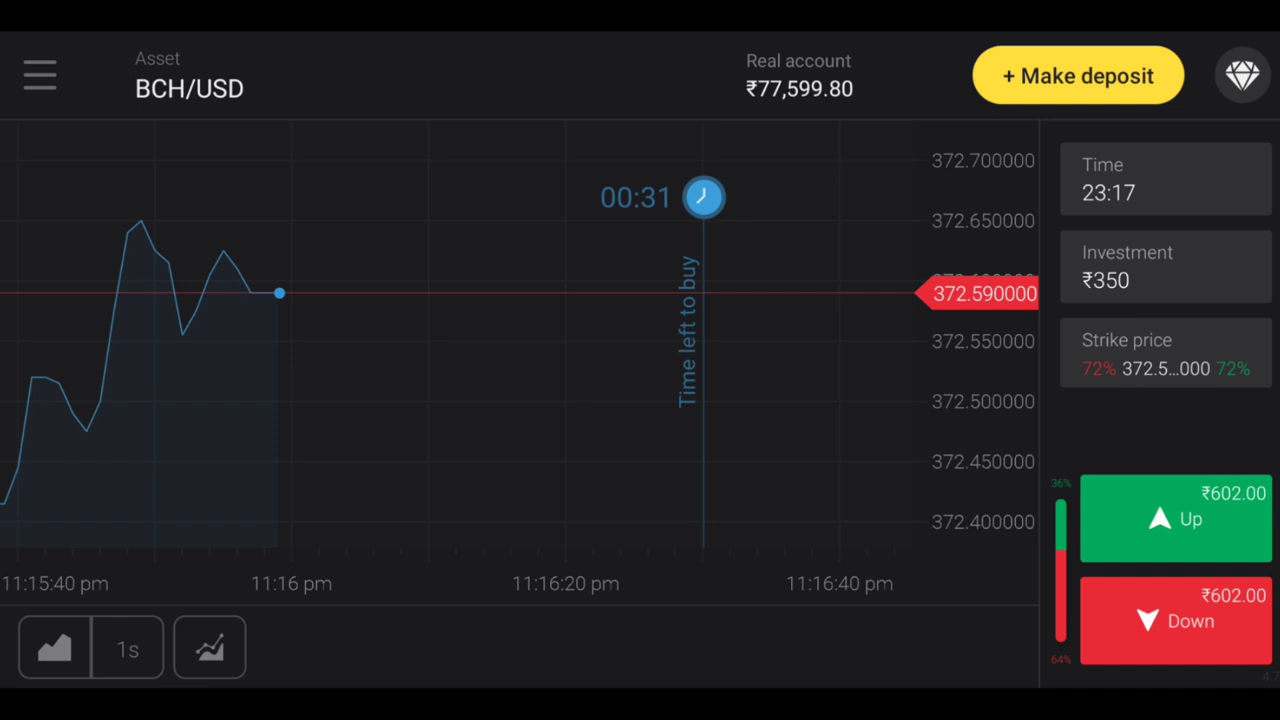 Asset
BCH/USD
Real account
₹77,599.80
+ Make deposit
372.700000
372.650000
372.590000
372.550000
372.500000
372.450000
372.400000
00:31
Time left to buy
11:15:40 pm
11:16 pm
11:16:20 pm
11:16:40 pm
1s
Time
23:17
Investment
₹350
Strike price
72% 372.5...000 72%
36%
₹602.00
Up
₹602.00
Down
64%